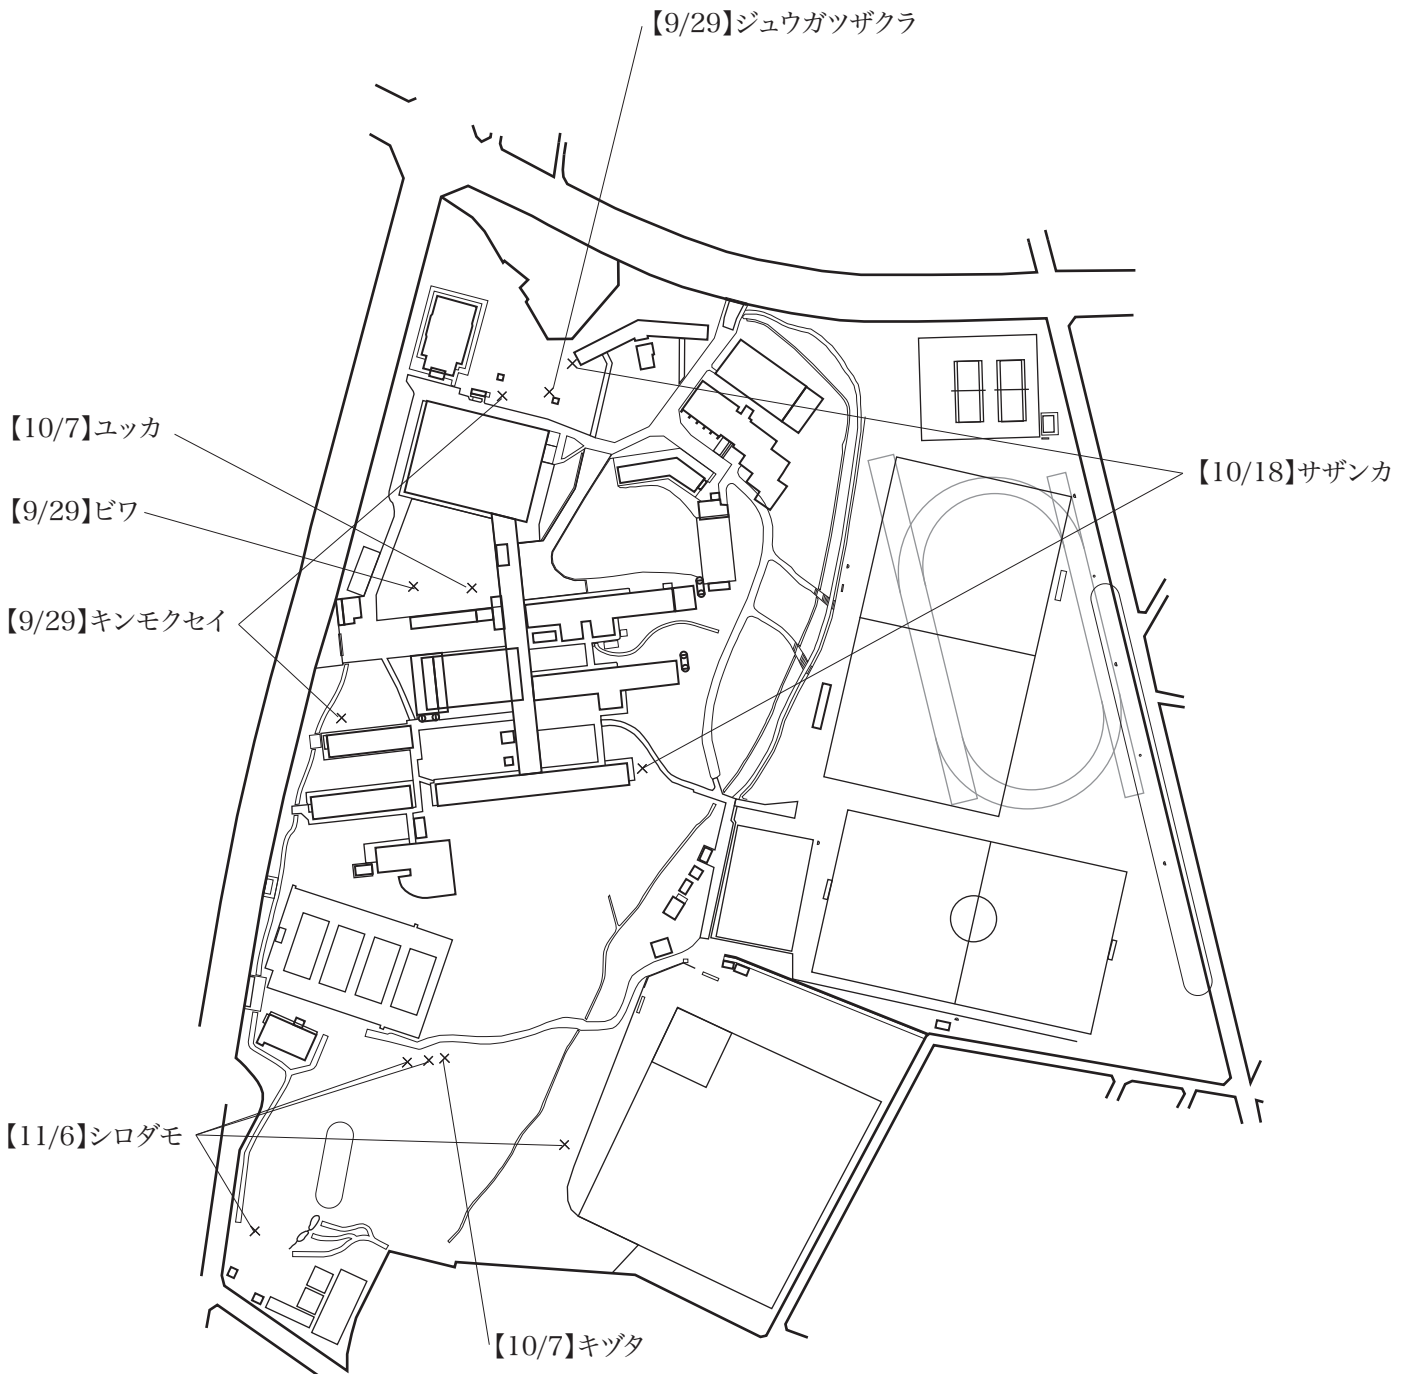 【9/29】ジュウガツザクラ
【10/7】ユッカ
【10/18】サザンカ
【9/29】ビワ
【9/29】キンモクセイ
【11/6】シロダモ
【10/7】キヅタ